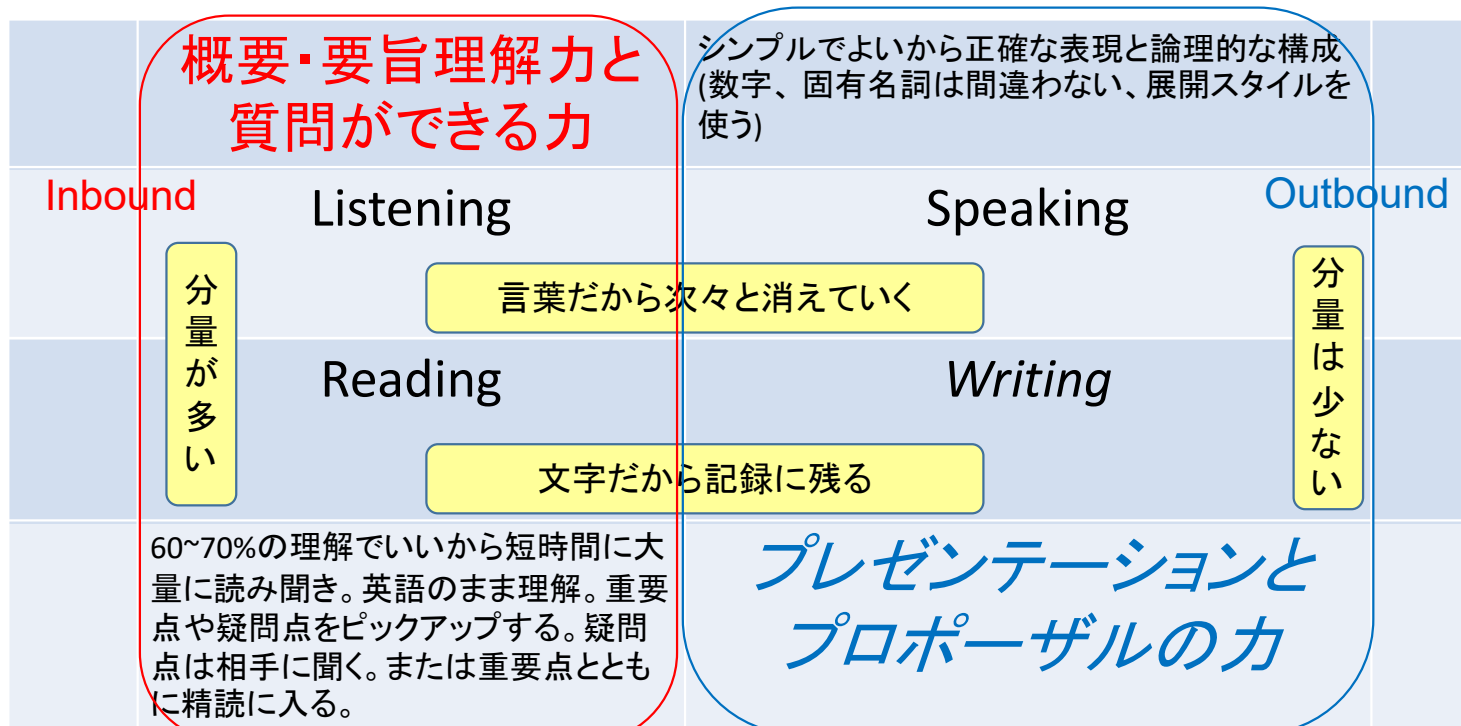 概要・要旨理解力と
質問ができる力
シンプルでよいから正確な表現と論理的な構成
(数字、固有名詞は間違わない、展開スタイルを
使う)
Inbound
Listening
Speaking
Outbound
分量が多い
言葉だから次々と消えていく
分量は少ない
Reading
Writing
文字だから記録に残る
60~70%の理解でいいから短時間に大
量に読み聞き。英語のまま理解。重要
点や疑問点をピックアップする。疑問
点は相手に聞く。または重要点ととも
に精読に入る。
プレゼンテーションと
プロポーザルの力